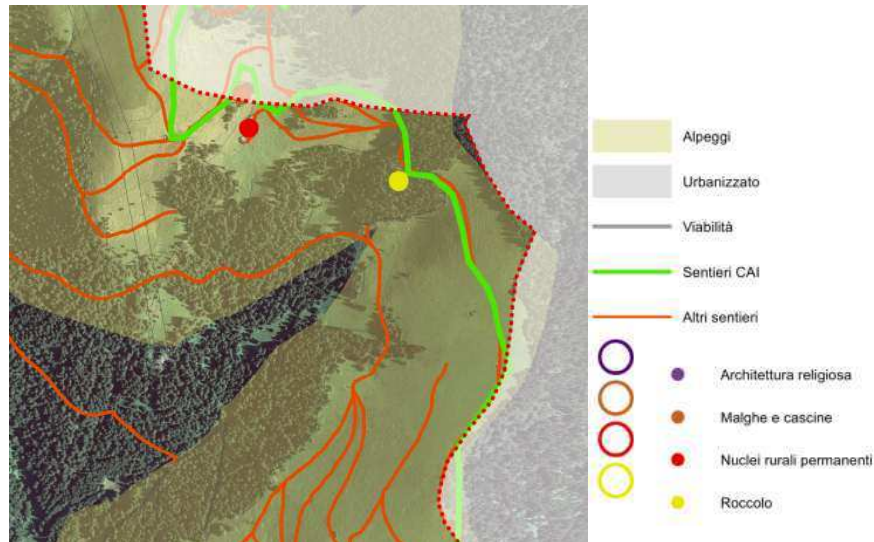 Alpeggi
Urbanizzato
Viabilità
Sentieri CAI
Altri sentieri
Architettura religiosa
Malghe e cascine
Nuclei rurali permanenti
Roccolo